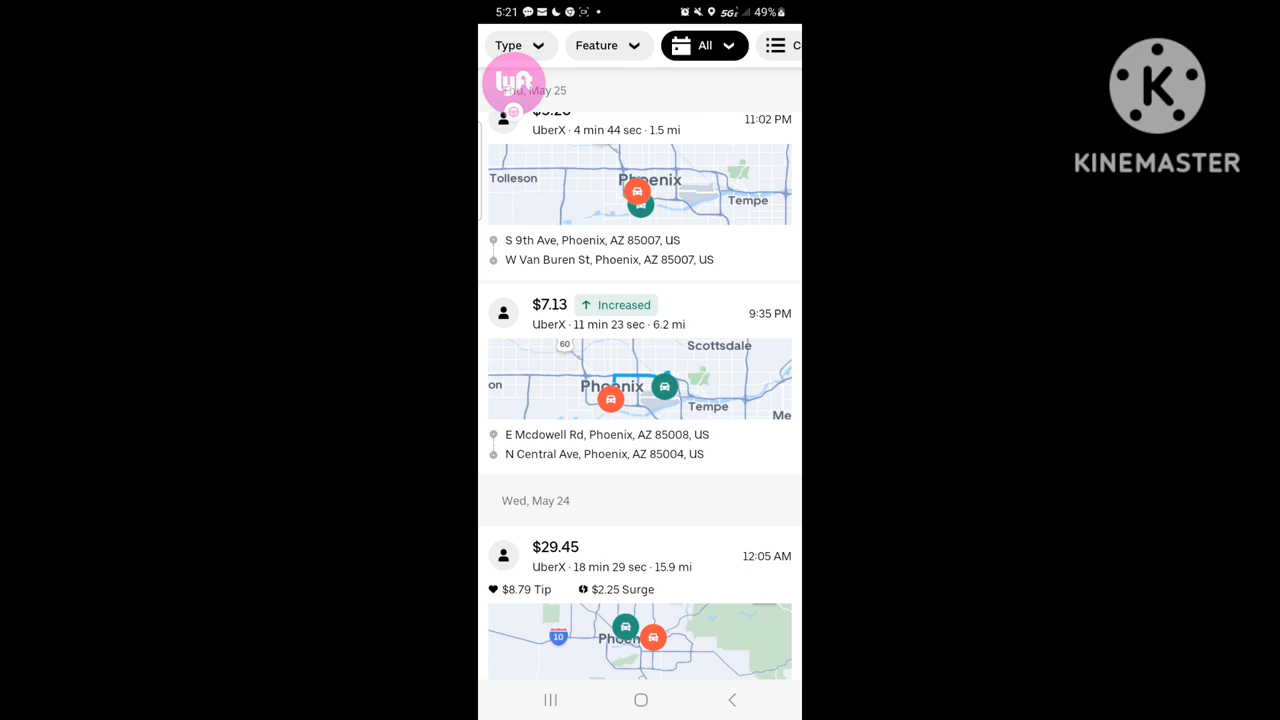 5:21
5GE
49%
Type
Feature
All
lyft
Thu, May 25
UberX · 4 min 44 sec · 1.5 mi
11:02 PM
Tolleson
Phoenix
Tempe
S 9th Ave, Phoenix, AZ 85007, US
W Van Buren St, Phoenix, AZ 85007, US
$7.13 Increased
9:35 PM
UberX · 11 min 23 sec · 6.2 mi
60
Scottsdale
on
Phoenix
Tempe
Me
E Mcdowell Rd, Phoenix, AZ 85008, US
N Central Ave, Phoenix, AZ 85004, US
Wed, May 24
$29.45
12:05 AM
UberX · 18 min 29 sec · 15.9 mi
$8.79 Tip
$2.25 Surge
10
Phoen
K
KINEMASTER